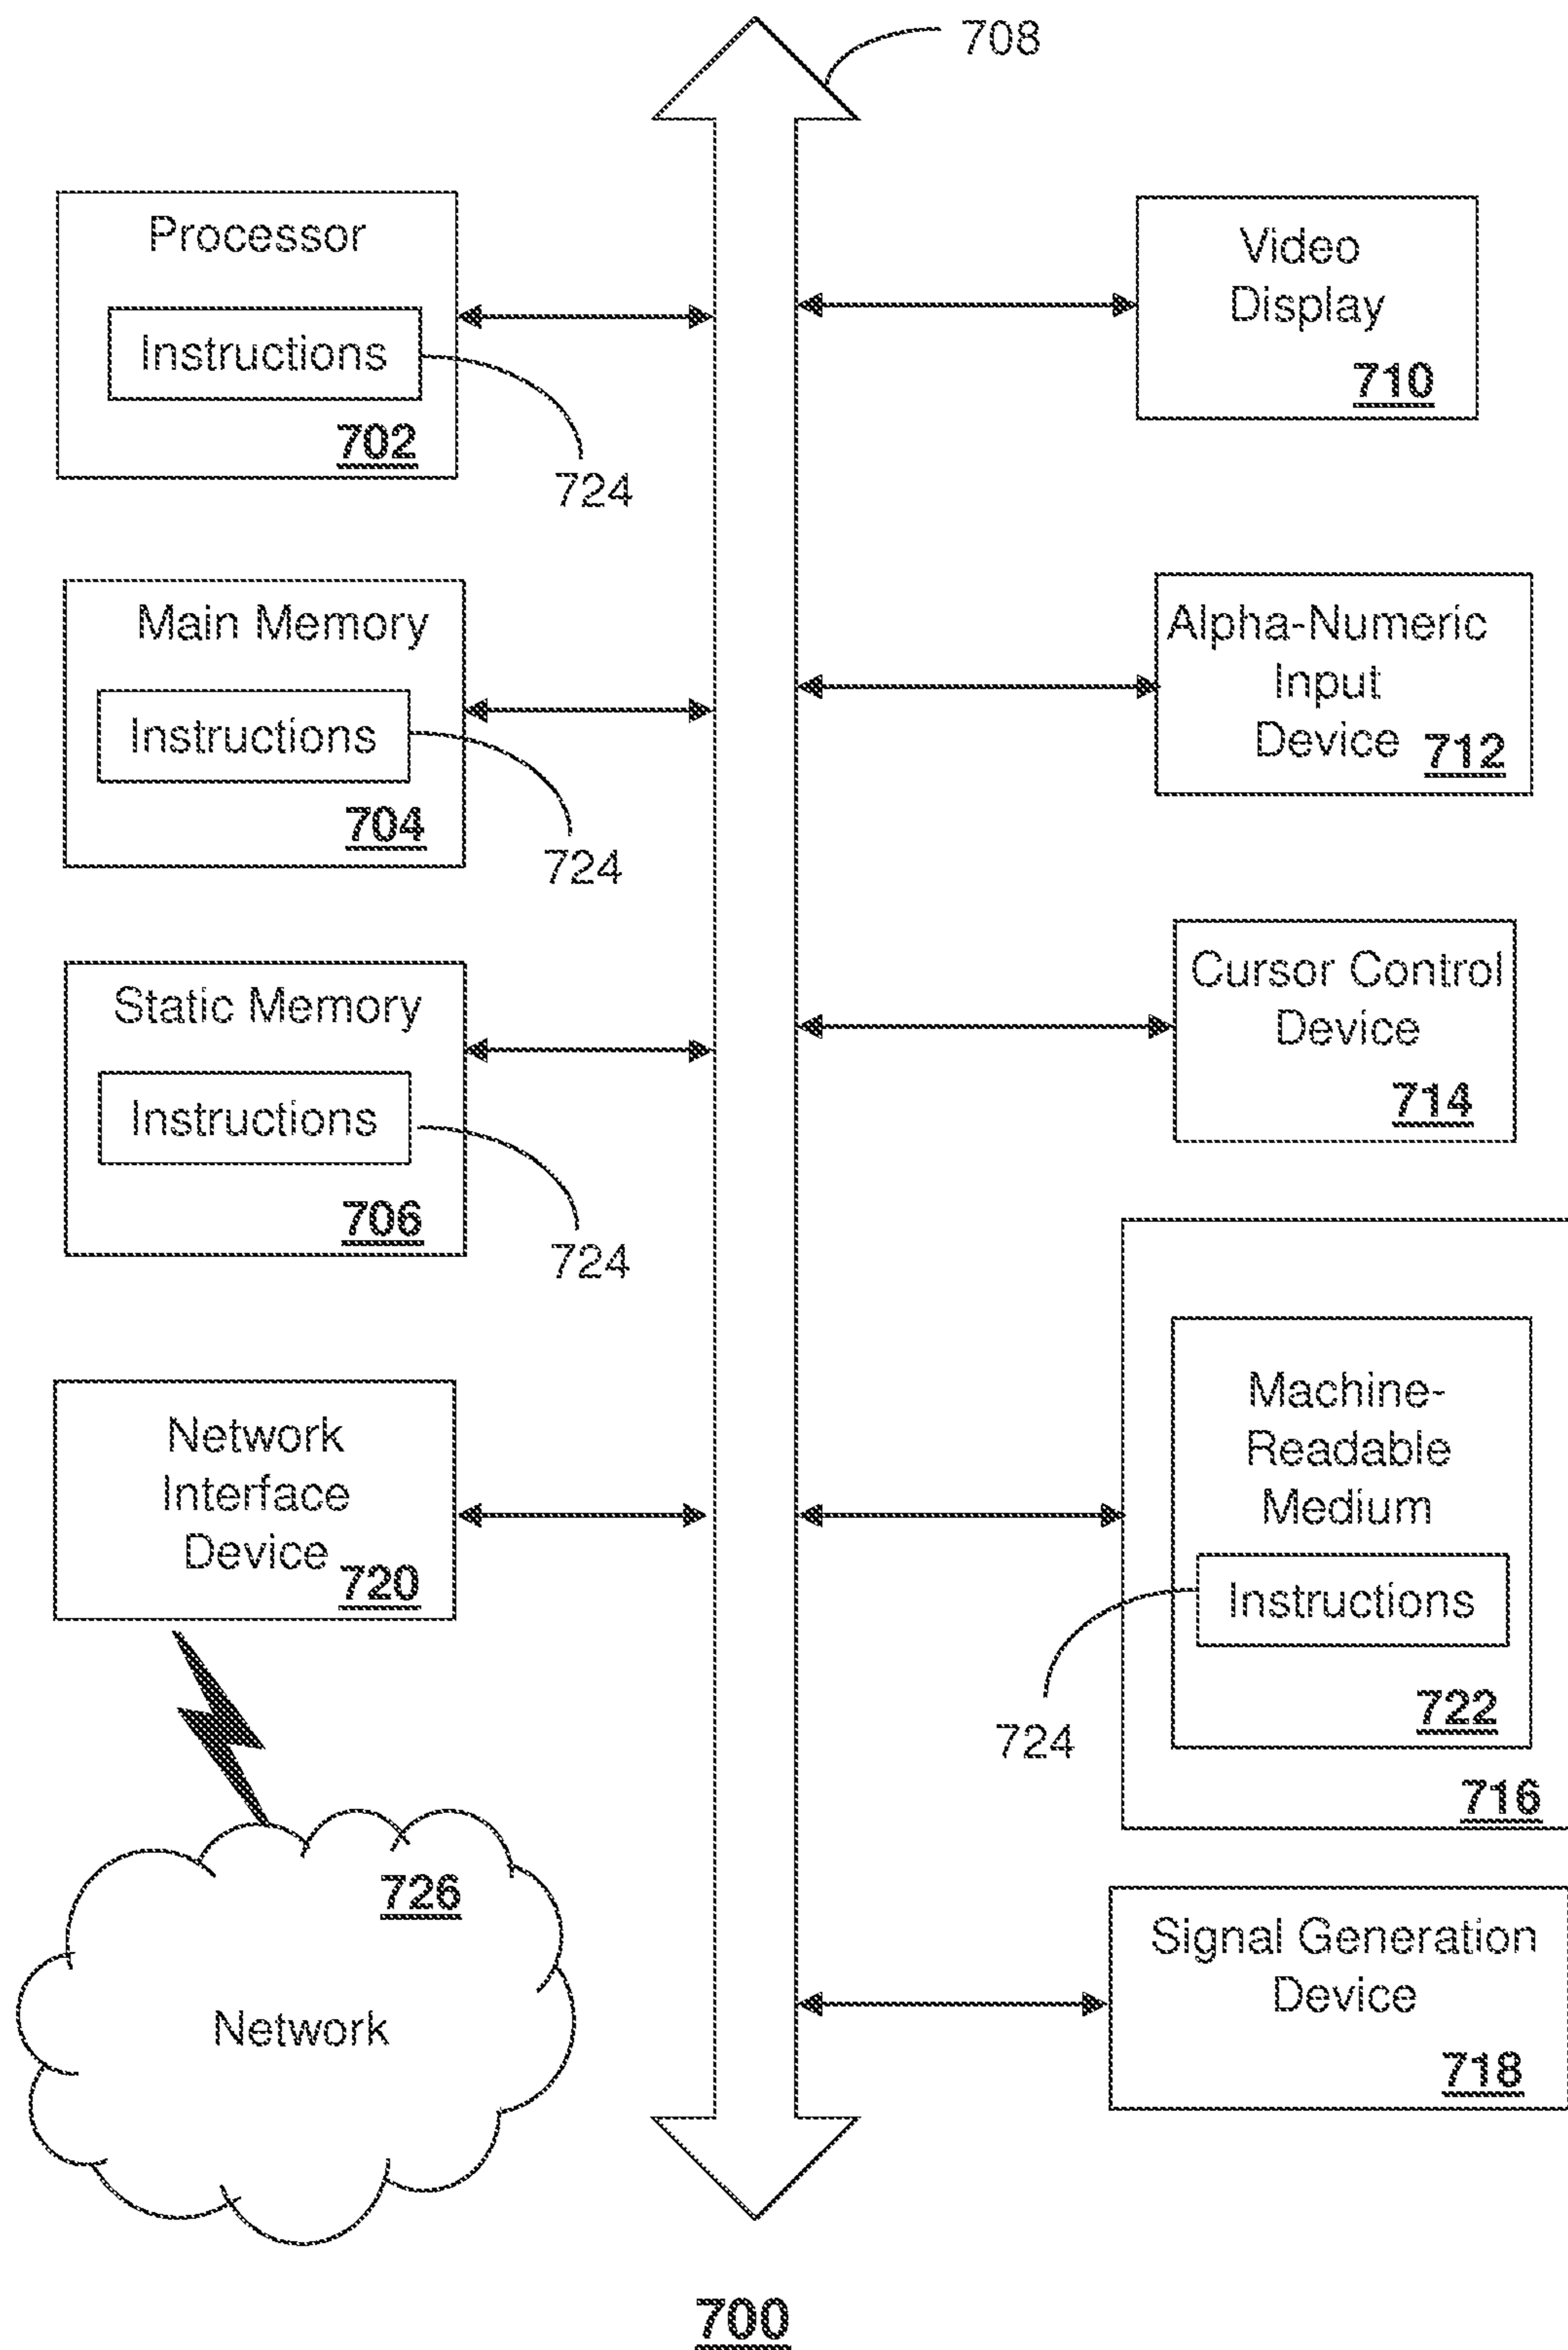 708
Processor
Instructions
702
724
Main Memory
Instructions
704
724
Static Memory
Instructions
706
724
Network
Interface
Device
720
726
Network
Video
Display
710
Alpha-Numeric
Input
Device
712
Cursor Control
Device
714
Machine-
Readable
Medium
Instructions
722
724
716
Signal Generation
Device
718
700